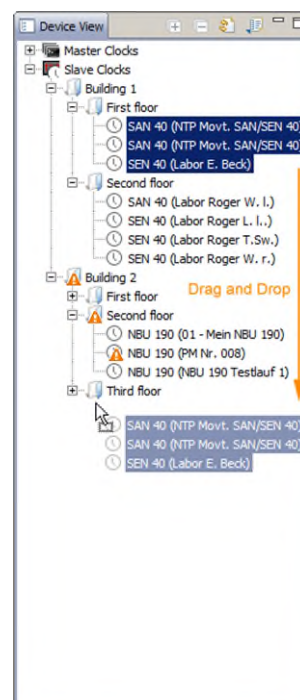 Device View
Master Clocks
Slave Clocks
Building 1
First floor
SAN 40 (NTP Movt. SAN/SEN 40)
SAN 40 (NTP Movt. SAN/SEN 40)
SEN 40 (Labor E. Beck)
Second floor
SAN 40 (Labor Roger W. l.)
SEN 40 (Labor Roger L. l..)
SEN 40 (Labor Roger T.Sw.)
SEN 40 (Labor Roger W. r.)
Building 2
First floor
Drag and Drop
Second floor
NBU 190 (01 - Mein NBU 190)
NBU 190 (PM Nr. 008)
NBU 190 (NBU 190 Testlauf 1)
Third floor
SAN 40 (NTP Movt. SAN/SEN 40)
SAN 40 (NTP Movt. SAN/SEN 40)
SEN 40 (Labor E. Beck)